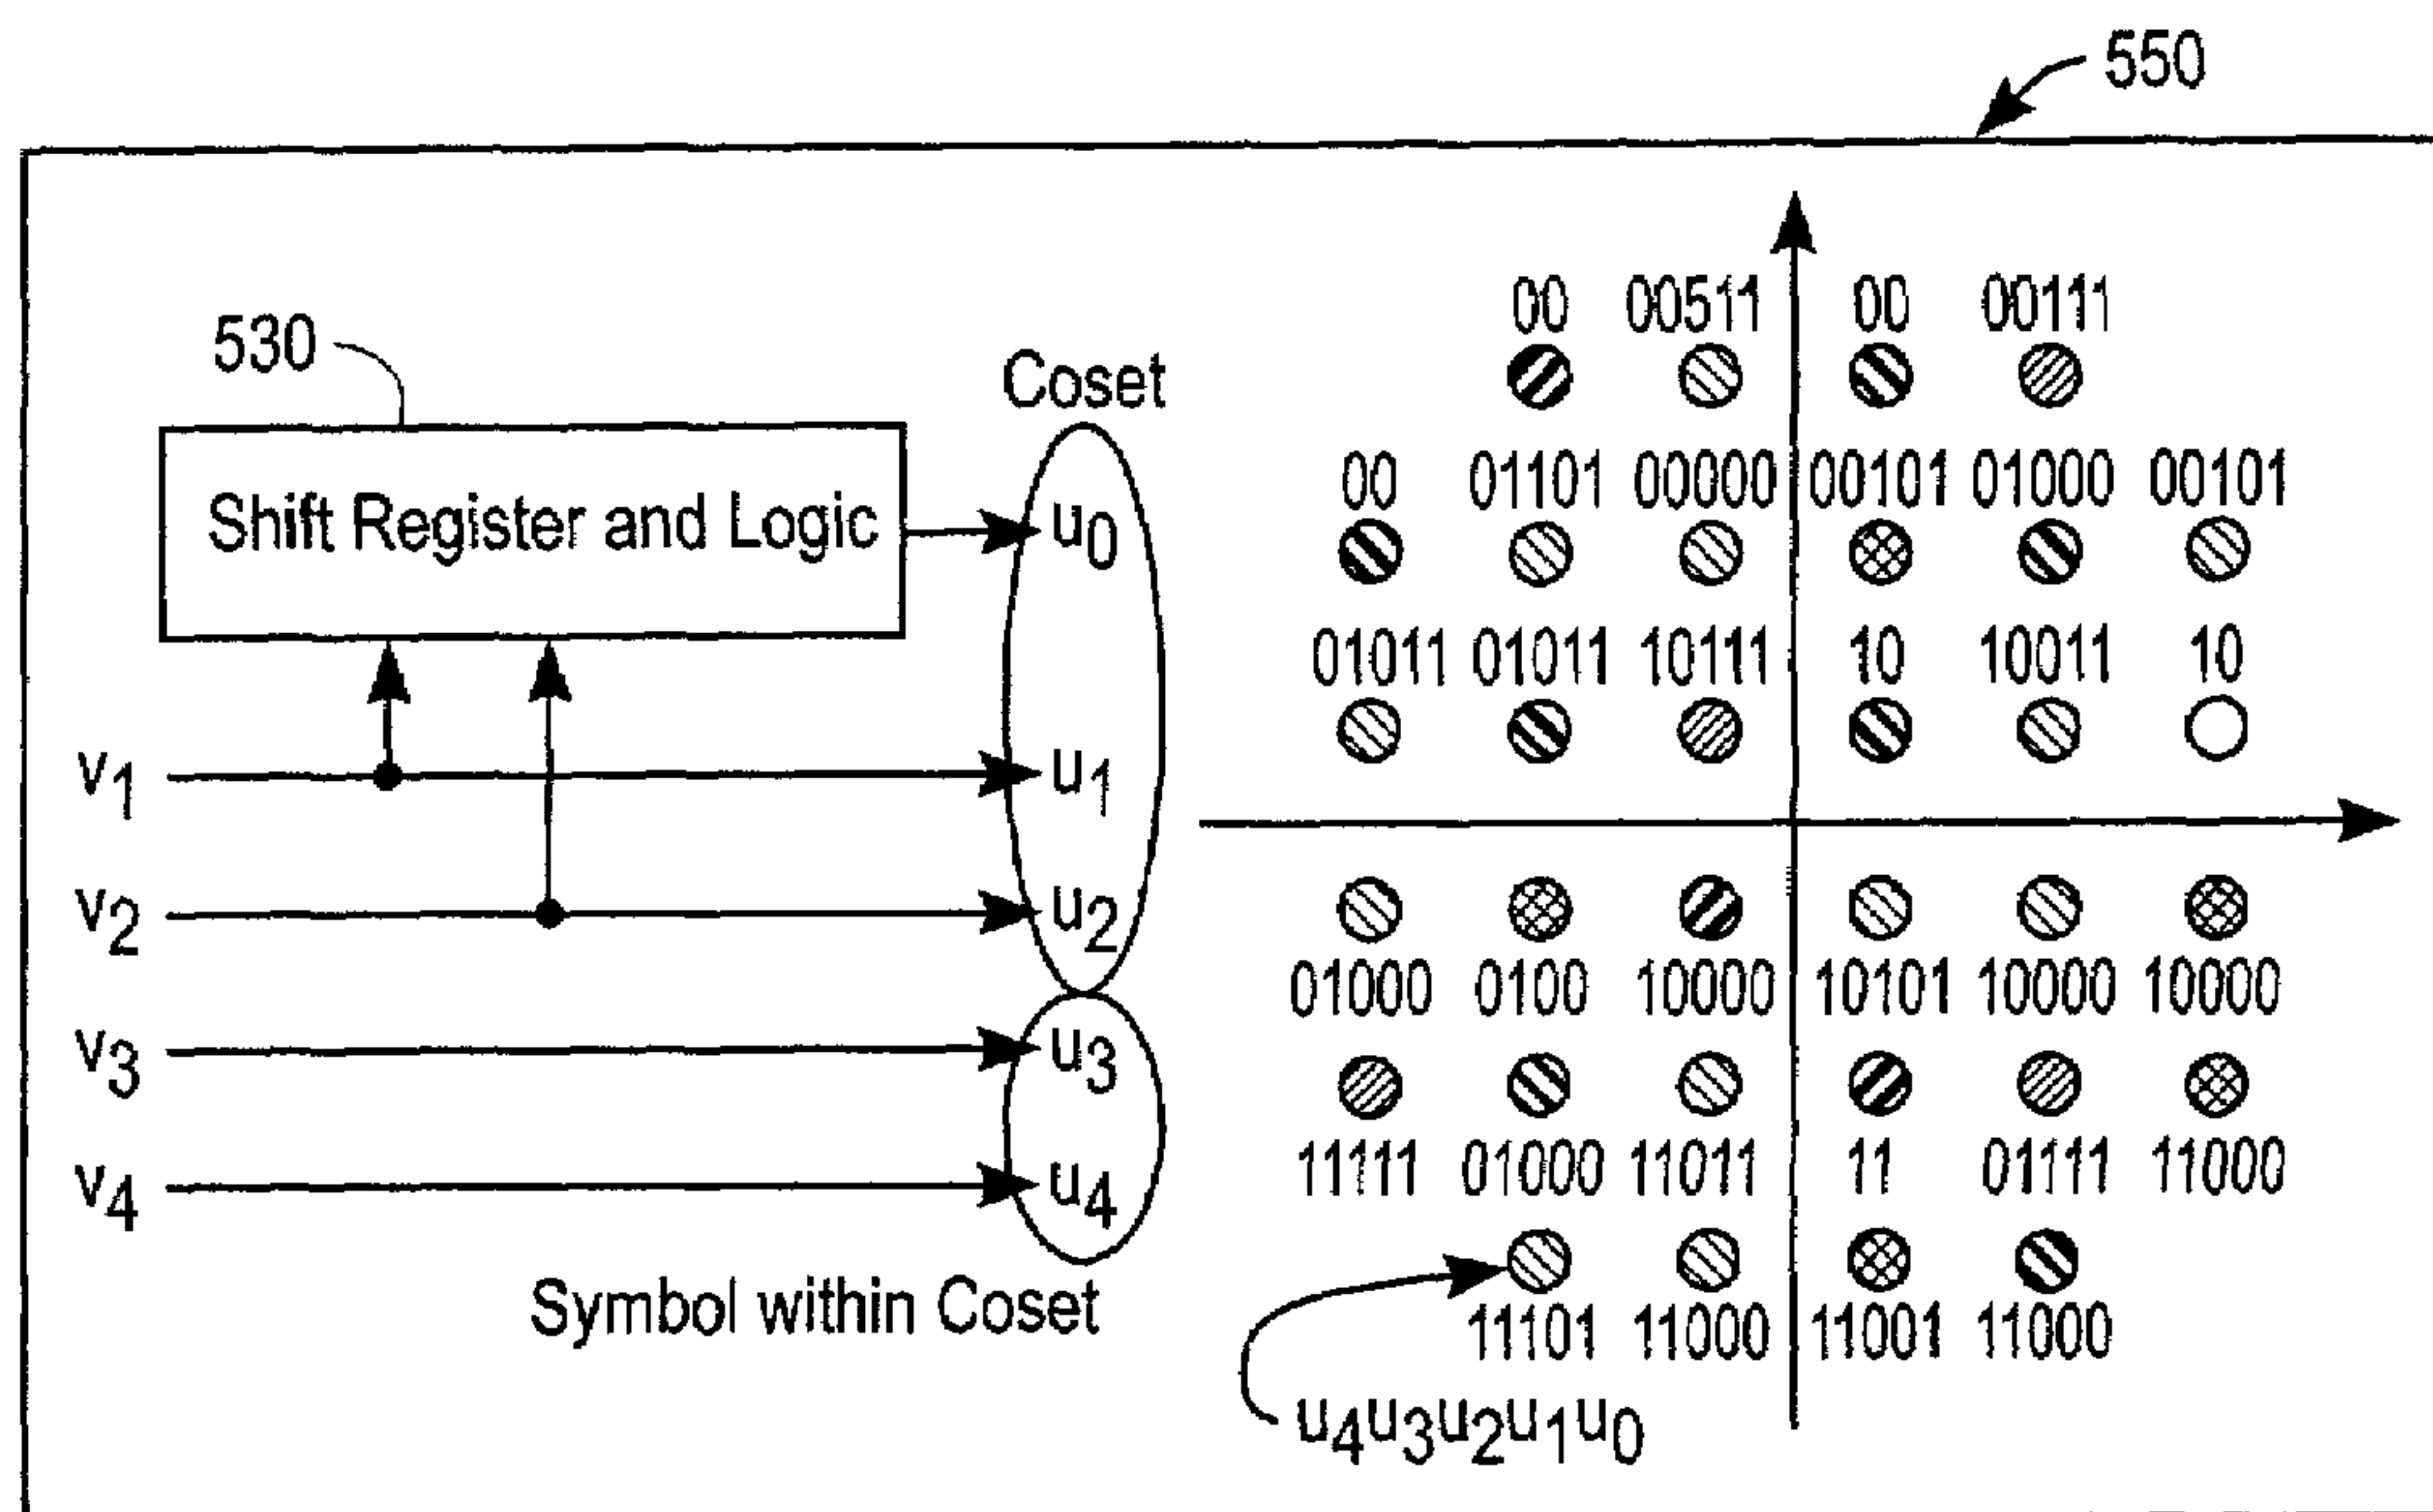 550
530
Coset
Shift Register and Logic
u0
v1
u1
v2
u2
v3
u3
v4
u4
Symbol within Coset
00 00511 00 00111
00 01101 00000 00101 01000 00101
01011 01011 10111 10 10011 10
01000 0100 10000 10101 10000 10000
11111 01000 11011 11 01111 11000
11101 11000 11001 11000
u4u3u2u1u0